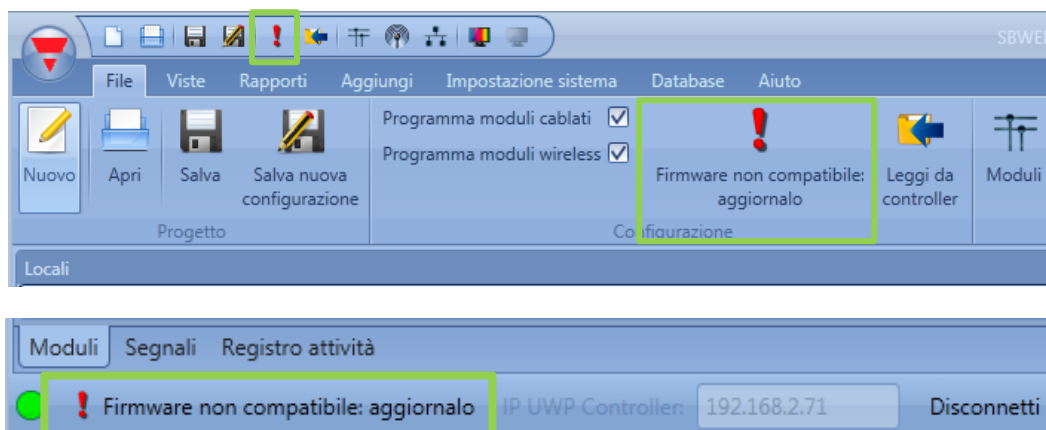 SBWE
File Viste Rapporti Aggiungi Impostazione sistema Database Aiuto
Programma moduli cablati
Programma moduli wireless
Firmware non compatibile:
aggiornalo
Nuovo Apri Salva Salva nuova
configurazione
Leggi da
controller
Moduli
Progetto Configurazione
Locali
Moduli Segnali Registro attività
Firmware non compatibile: aggiornalo IP UWP Controller: 192.168.2.71 Disconnetti